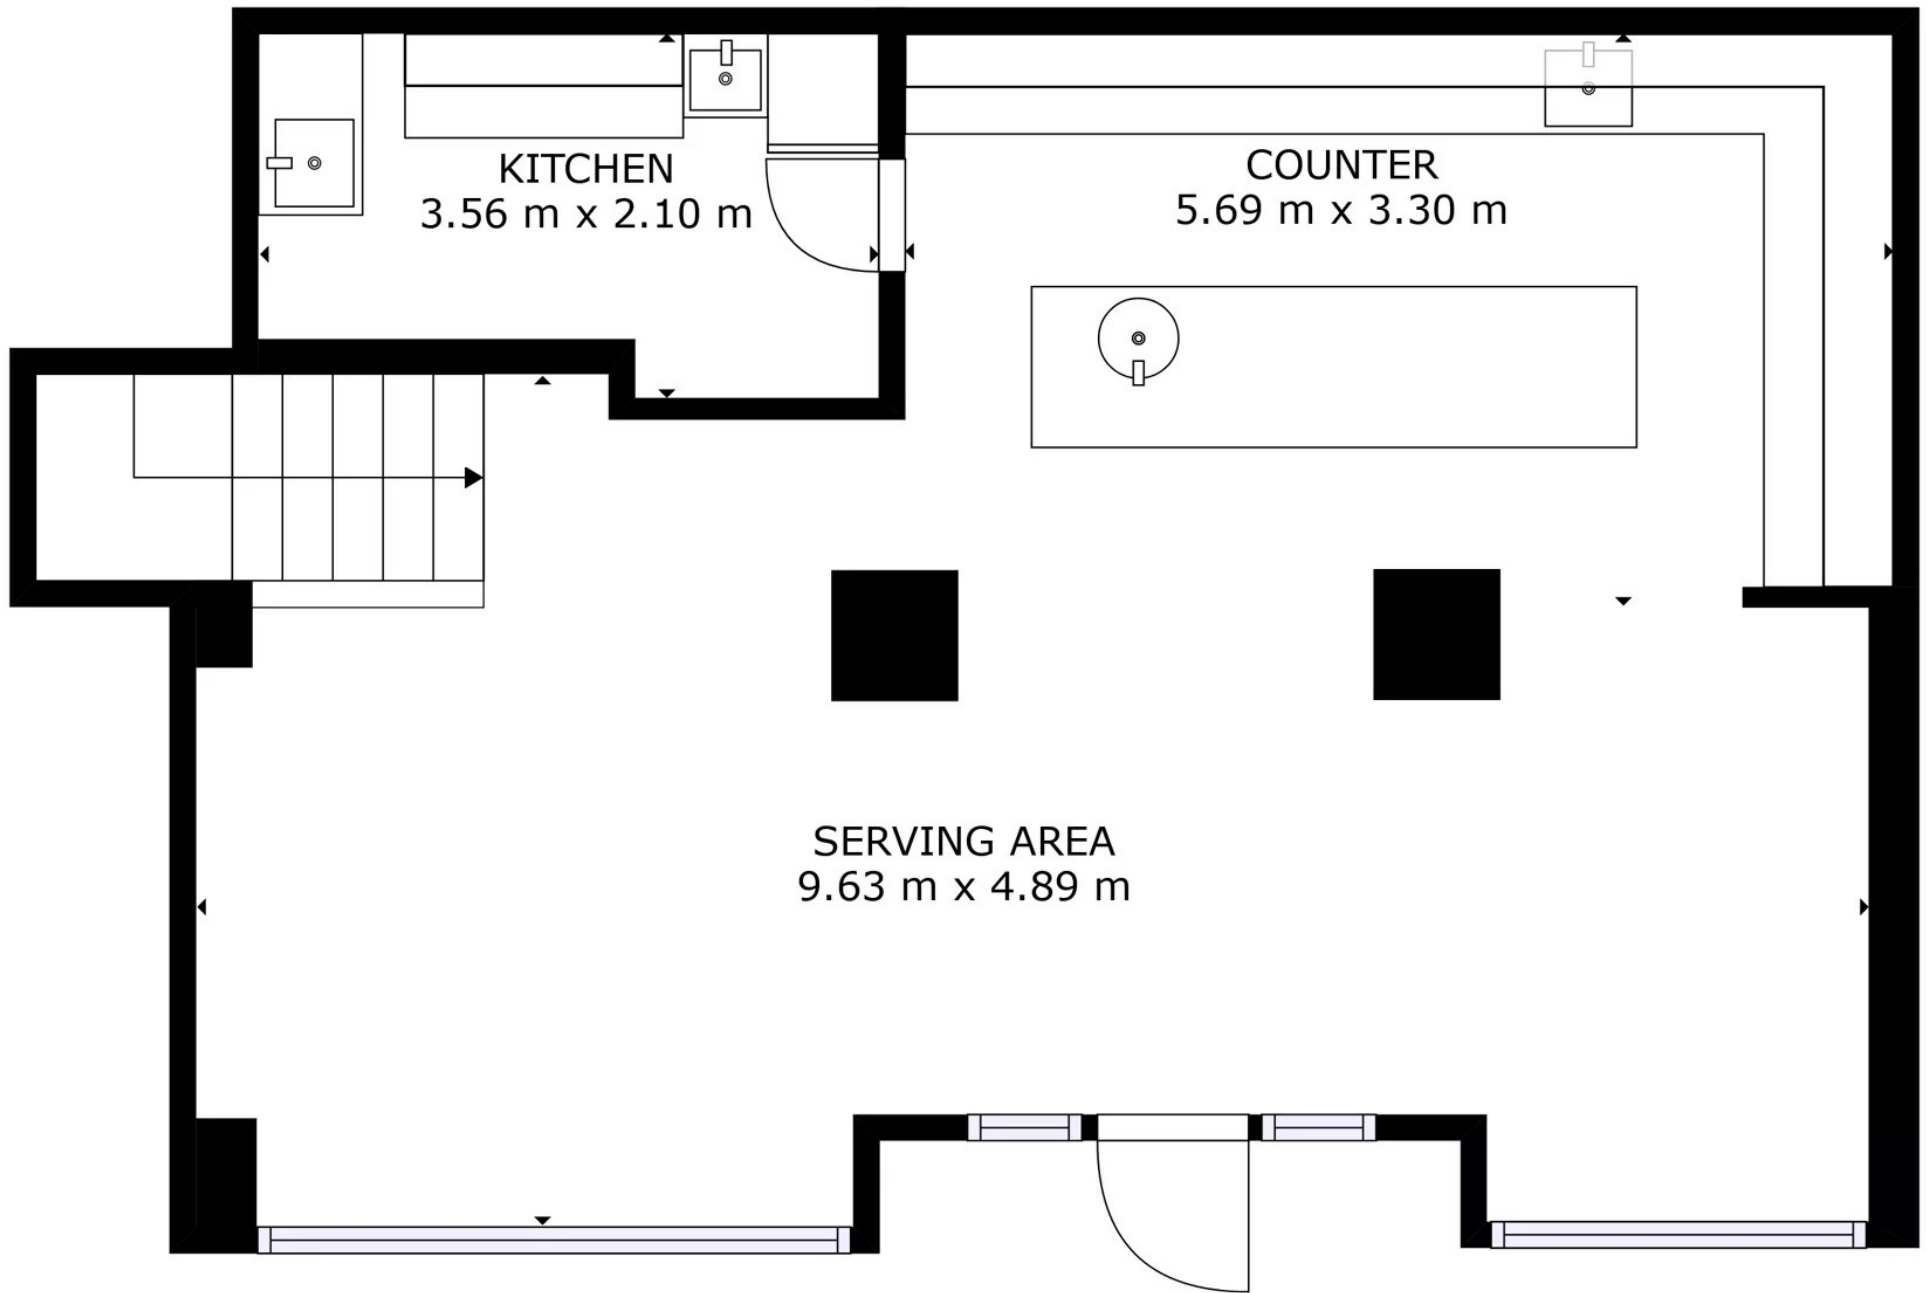 KITCHEN
3.56 m x 2.10 m
COUNTER
5.69 m x 3.30 m
SERVING AREA
9.63 m x 4.89 m